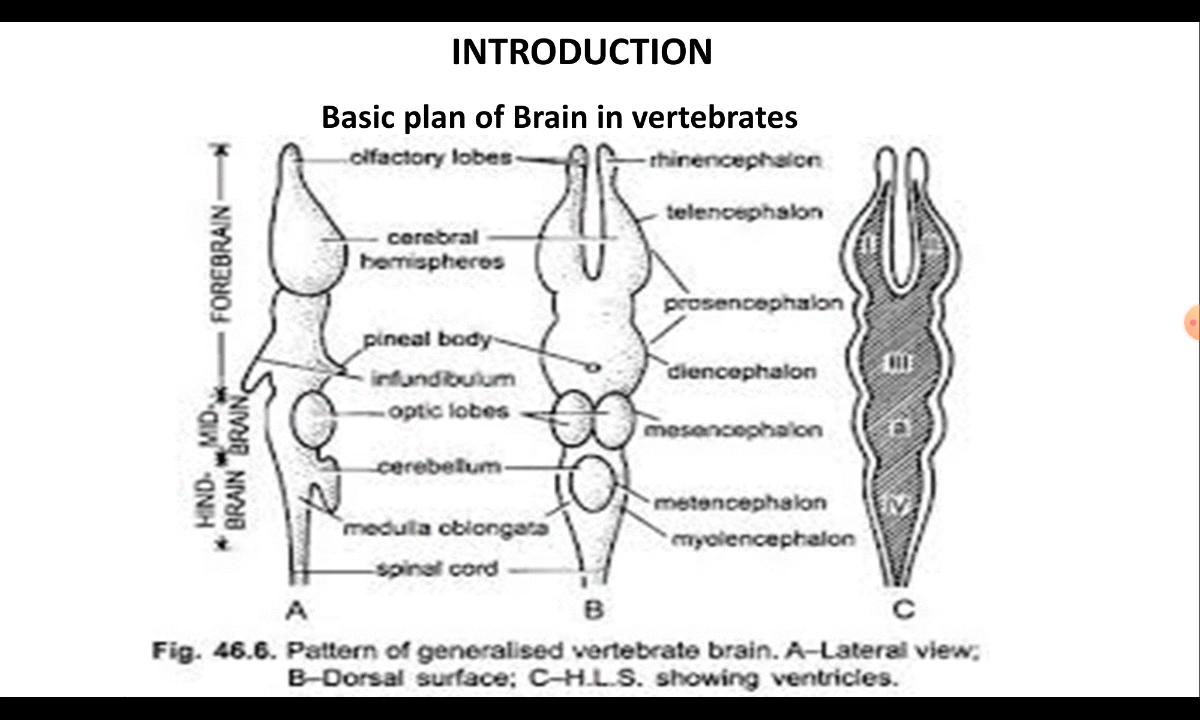 INTRODUCTION
Basic plan of Brain in vertebrates
olfactory lobes
rhinencephalon
telencephalon
cerebral
hemispheres
prosencephalon
pineal body
infundibulum
diencephalon
optic lobes
mesencephalon
cerebellum
metencephalon
medulla oblongata
myelencephalon
spinal cord
FOREBRAIN
MID-
BRAIN
HIND-
BRAIN
I
II
III
a
IV
A
B
C
Fig. 46.6. Pattern of generalised vertebrate brain. A–Lateral view;
B–Dorsal surface; C–H.L.S. showing ventricles.